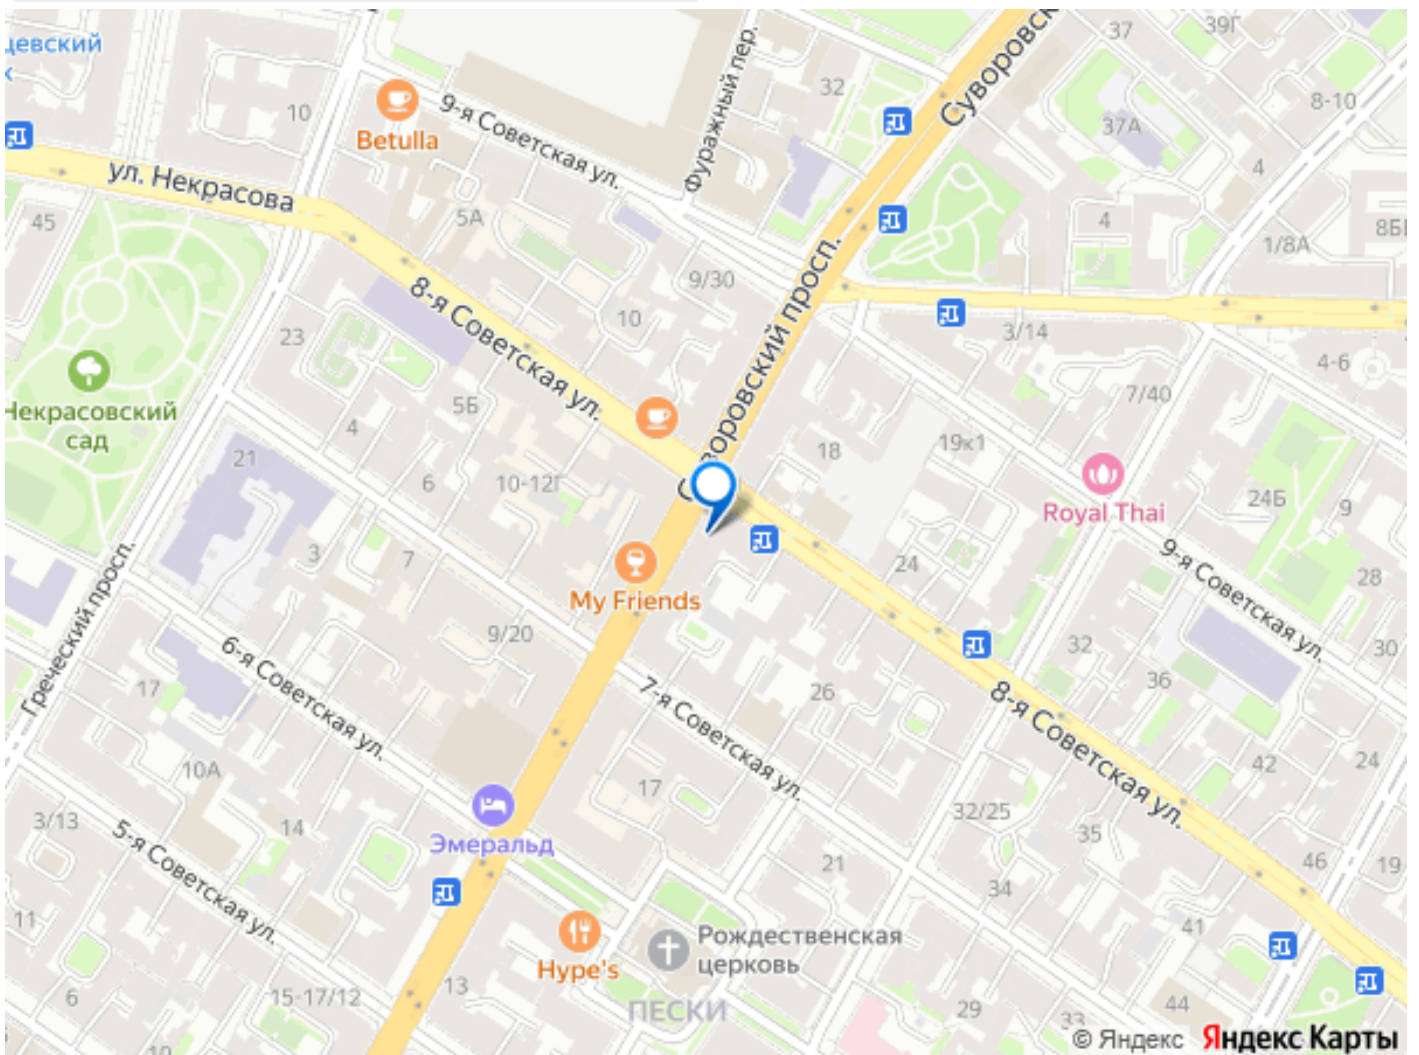 цевский
к
Betulla
9-я Советская ул.
Фуражный пер.
Суворовск
37
39Г
32
10
37А
8-10
4
ул. Некрасова
45
5А
4
1/8А
8Б
9/30
Суворовский просп.
8-я Советская ул.
10
3/14
23
4-6
Некрасовский
сад
5Б
4
7/40
18
19к1
21
6
10-12Г
Royal Thai
24Б
9
3
7
My Friends
24
9-я Советская ул.
28
Греческий просп.
9/20
6-я Советская ул.
32
30
17
7-я Советская ул.
26
36
8-я Советская ул.
10А
17
42
24
3/13
5-я Советская ул.
14
Эмеральд
32/25
35
21
46
19
34
11
Hype's
Рождественская
церковь
41
6
15-17/12
13
ПЕСКИ
29
33
44
10
© Яндекс Яндекс Карты